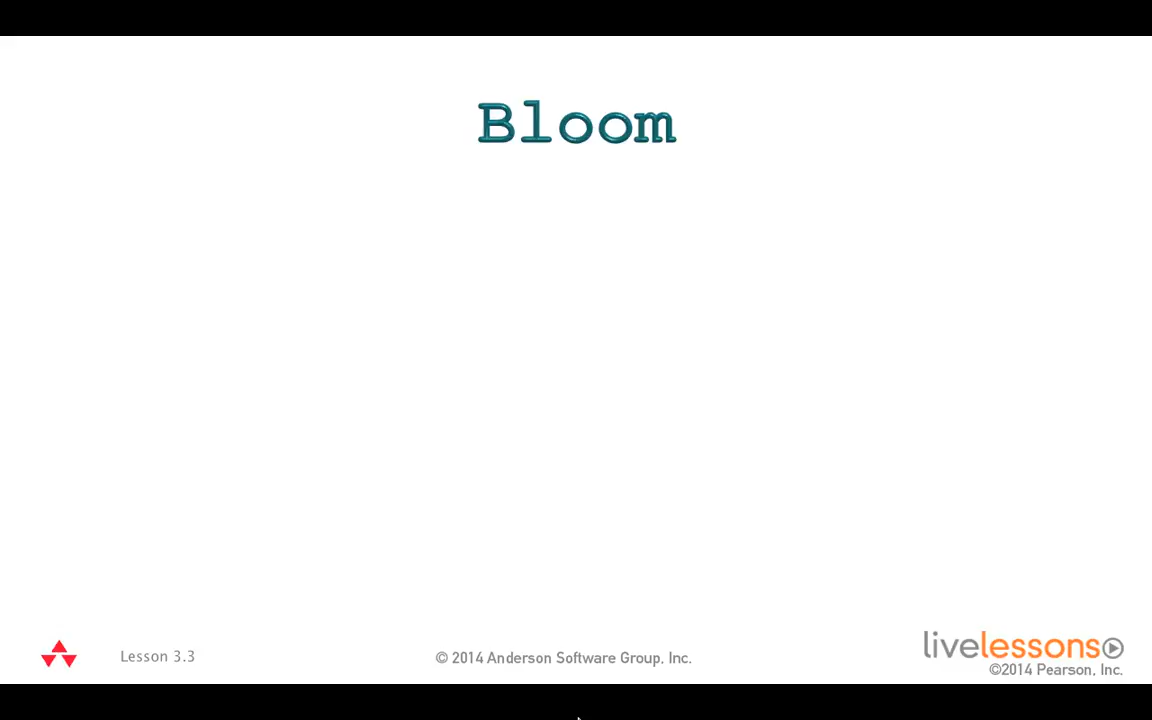 Bloom
Lesson 3.3
© 2014 Anderson Software Group, Inc.
livelessons
©2014 Pearson, Inc.